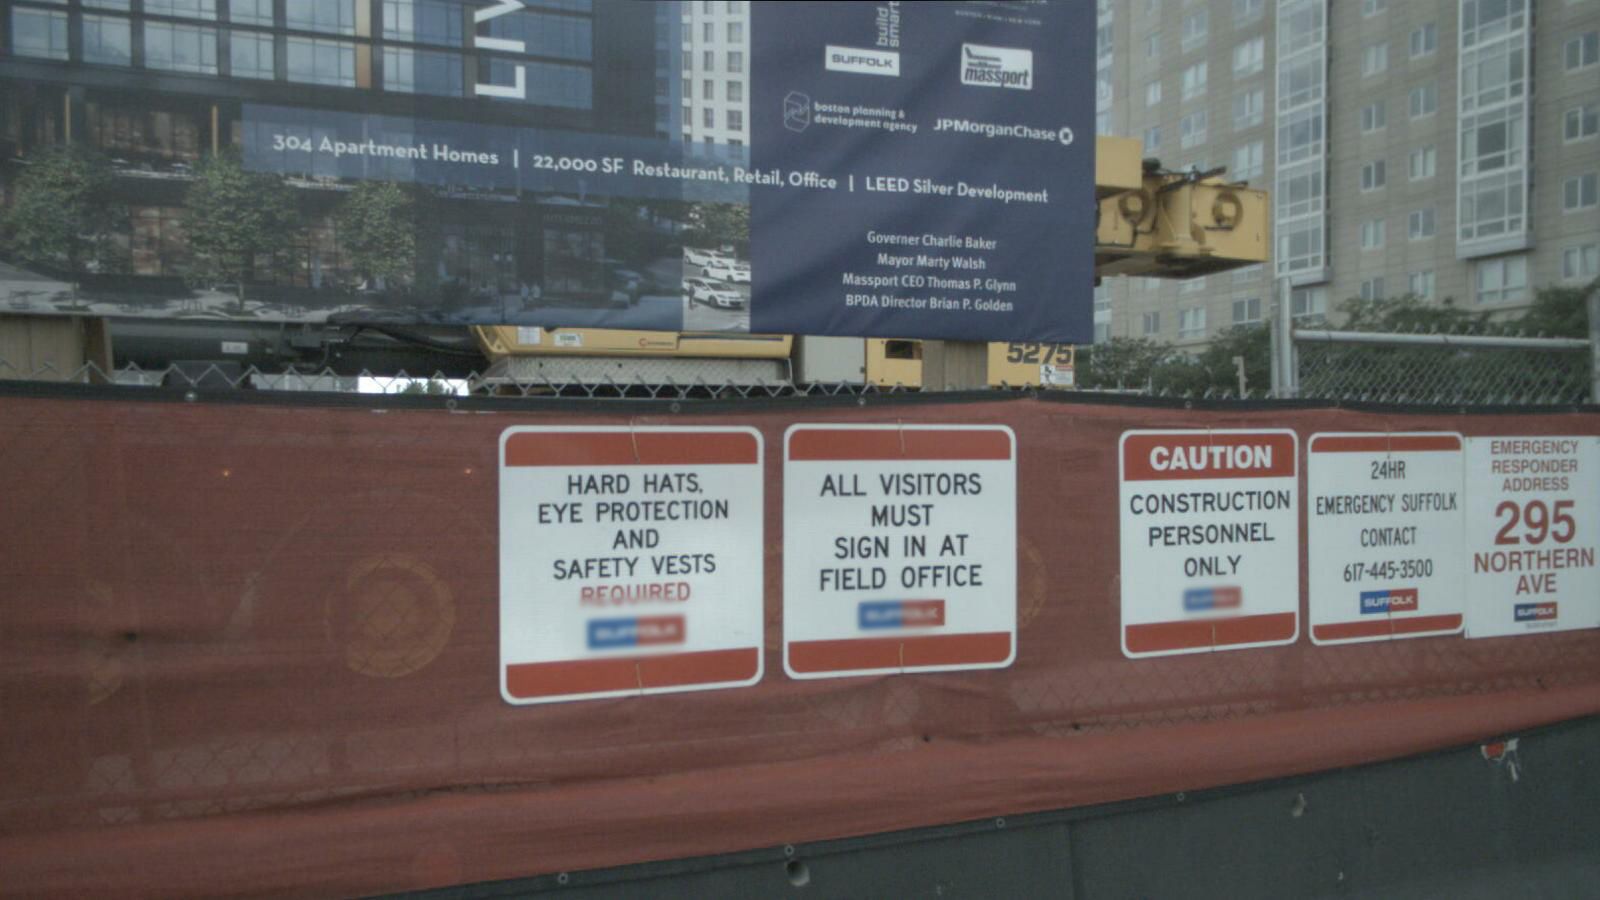 LIV
build
smart
SUFFOLK
massport
boston planning &
development agency
JPMorganChase
304 Apartment Homes | 22,000 SF Restaurant, Retail, Office | LEED Silver Development
Governer Charlie Baker
Mayor Marty Walsh
Massport CEO Thomas P. Glynn
BPDA Director Brian P. Golden
5275
HARD HATS,
EYE PROTECTION
AND
SAFETY VESTS
REQUIRED
SUFFOLK
ALL VISITORS
MUST
SIGN IN AT
FIELD OFFICE
SUFFOLK
CAUTION
CONSTRUCTION
PERSONNEL
ONLY
24HR
EMERGENCY SUFFOLK
CONTACT
617-445-3500
SUFFOLK
EMERGENCY
RESPONDER
ADDRESS
295
NORTHERN
AVE
SUFFOLK